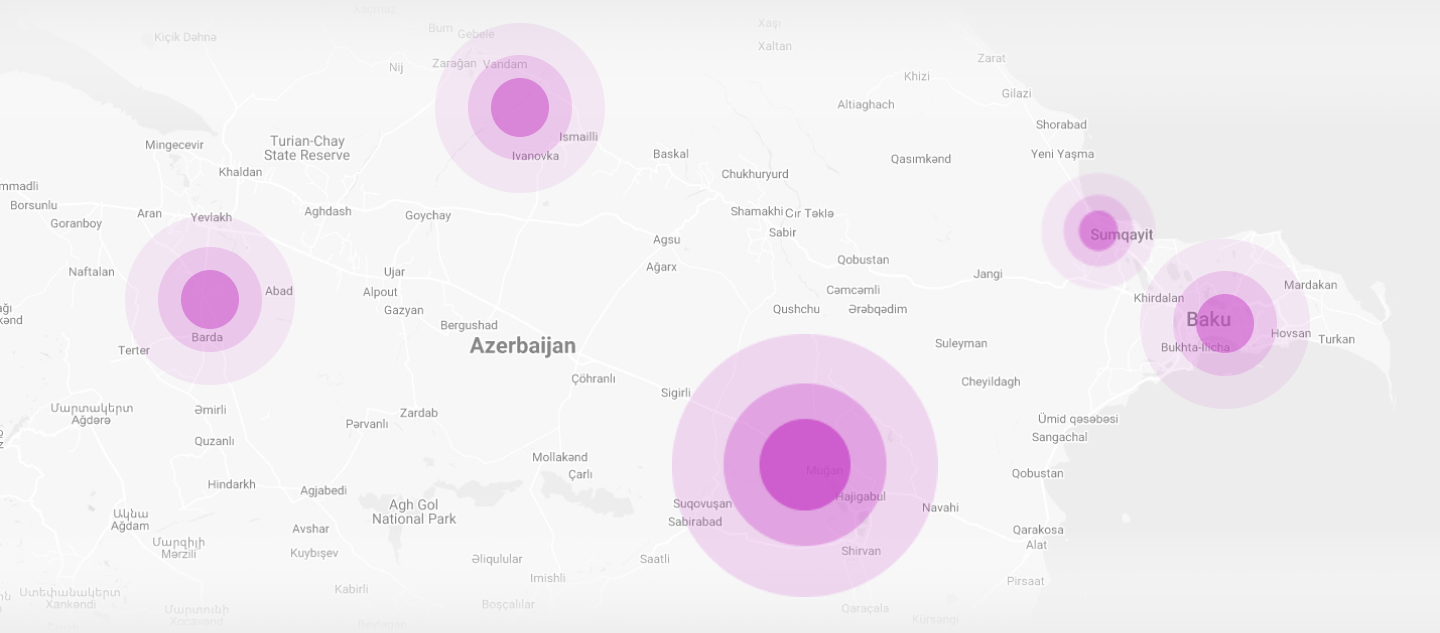 Xaşı
Bum
Gebele
Kiçik Dəhnə
Xaltan
Zarat
Nij
Zarağan
Vandam
Khizi
Gilazi
Altiaghach
Shorabad
Ismailli
Mingecevir
Turian-Chay
State Reserve
Ivanovka
Baskal
Qasımkənd
Yeni Yaşma
Khaldan
Chukhuryurd
mmadli
Borsunlu
Aran
Yevlakh
Aghdash
Goychay
Shamakhi
Cır Təklə
Goranboy
Sabir
Sumqayit
Agsu
Qobustan
Naftalan
Ujar
Ağarx
Jangi
Abad
Alpout
Cəmcəmli
Mardakan
Khirdalan
ağı
kənd
Gazyan
Qushchu
Ərəbqədim
Baku
Bergushad
Barda
Hovsan
Turkan
Terter
Azerbaijan
Suleyman
Bukhta-Ilicha
Çöhranlı
Cheyildagh
Sigirli
Մարտակերտ
Ağdərə
Əmirli
Zardab
Pərvanlı
Ümid qəsəbəsi
Sangachal
Quzanlı
Mollakənd
Çarlı
Muğan
Qobustan
Hindarkh
Agjabedi
Hajigabul
Agh Gol
National Park
Suqovuşan
Sabirabad
Navahi
Ակնա
Ağdam
Avshar
Qarakosa
Alat
Մարզիլի
Mərzili
Kuybışev
Əliqulular
Saatli
Shirvan
Imishli
Pirsaat
Ստեփանակերտ
Xankəndi
Kabirli
Boşçalılar
Qaraçala
Մարտունի
Xocavənd
Kürsəngi
Beylagan